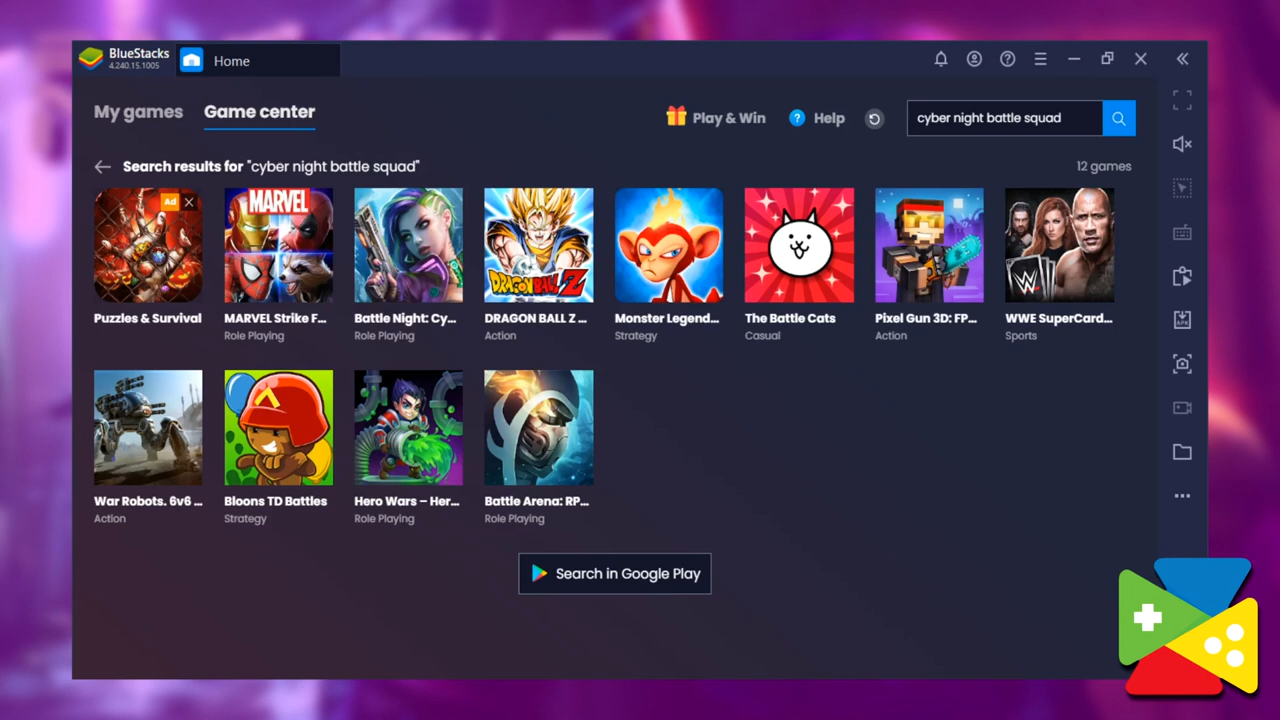 BlueStacks
4.240.15.1005
Home
My games
Game center
Play & Win
? Help
cyber night battle squad
Search results for "cyber night battle squad"
12 games
Ad
MARVEL
DRAGON BALL Z
W
Puzzles & Survival
MARVEL Strike F...
Battle Night: Cy...
DRAGON BALL Z ...
Monster Legend...
The Battle Cats
Pixel Gun 3D: FP...
WWE SuperCard...
Role Playing
Role Playing
Action
Strategy
Casual
Action
Sports
War Robots. 6v6 ...
Bloons TD Battles
Hero Wars – Her...
Battle Arena: RP...
Action
Strategy
Role Playing
Role Playing
Search in Google Play
APK